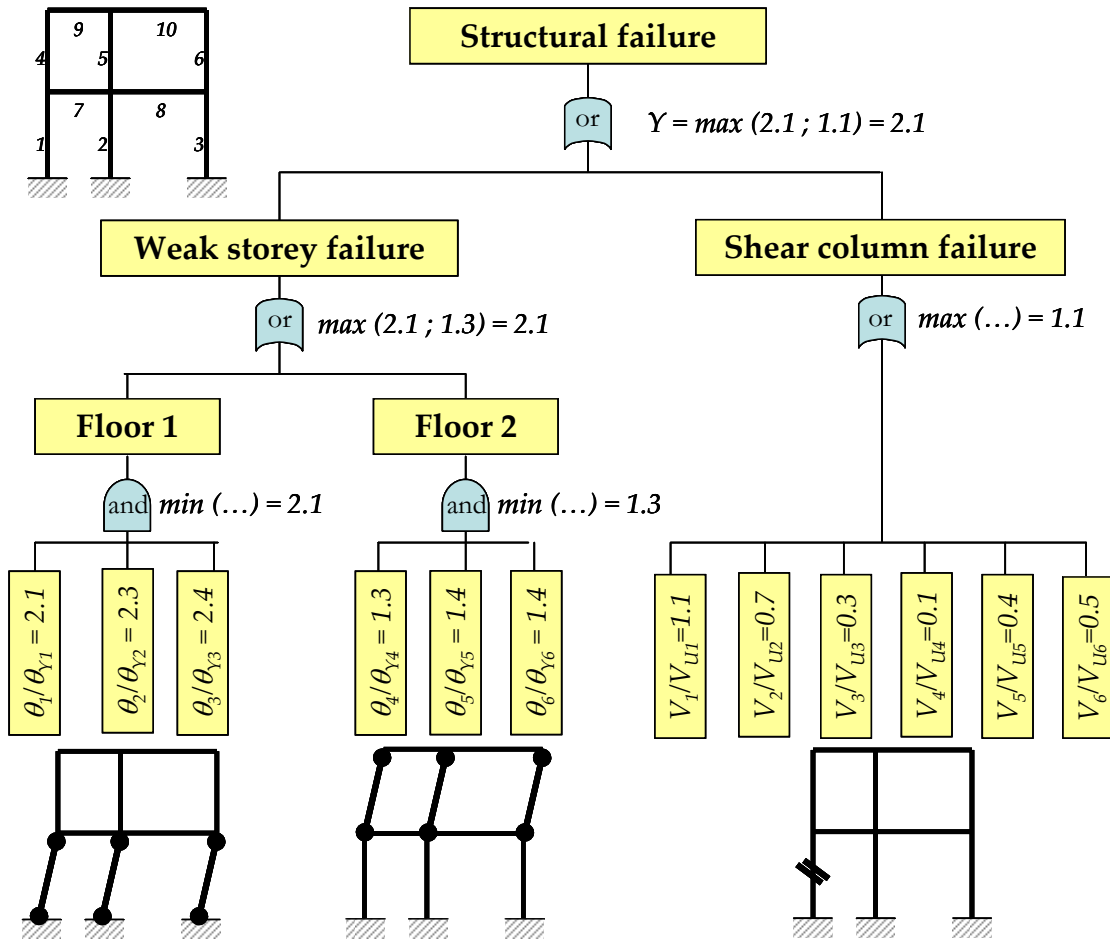 9 10
4 5 6
7 8
1 2 3
Structural failure
or
Y = max (2.1 ; 1.1) = 2.1
Weak storey failure
Shear column failure
or
max (2.1 ; 1.3) = 2.1
or
max (…) = 1.1
Floor 1
Floor 2
and
min (…) = 2.1
and
min (…) = 1.3
θ1/θY1 = 2.1
θ2/θY2 = 2.3
θ3/θY3 = 2.4
θ4/θY4 = 1.3
θ5/θY5 = 1.4
θ6/θY6 = 1.4
V1/VU1=1.1
V2/VU2=0.7
V3/VU3=0.3
V4/VU4=0.1
V5/VU5=0.4
V6/VU6=0.5